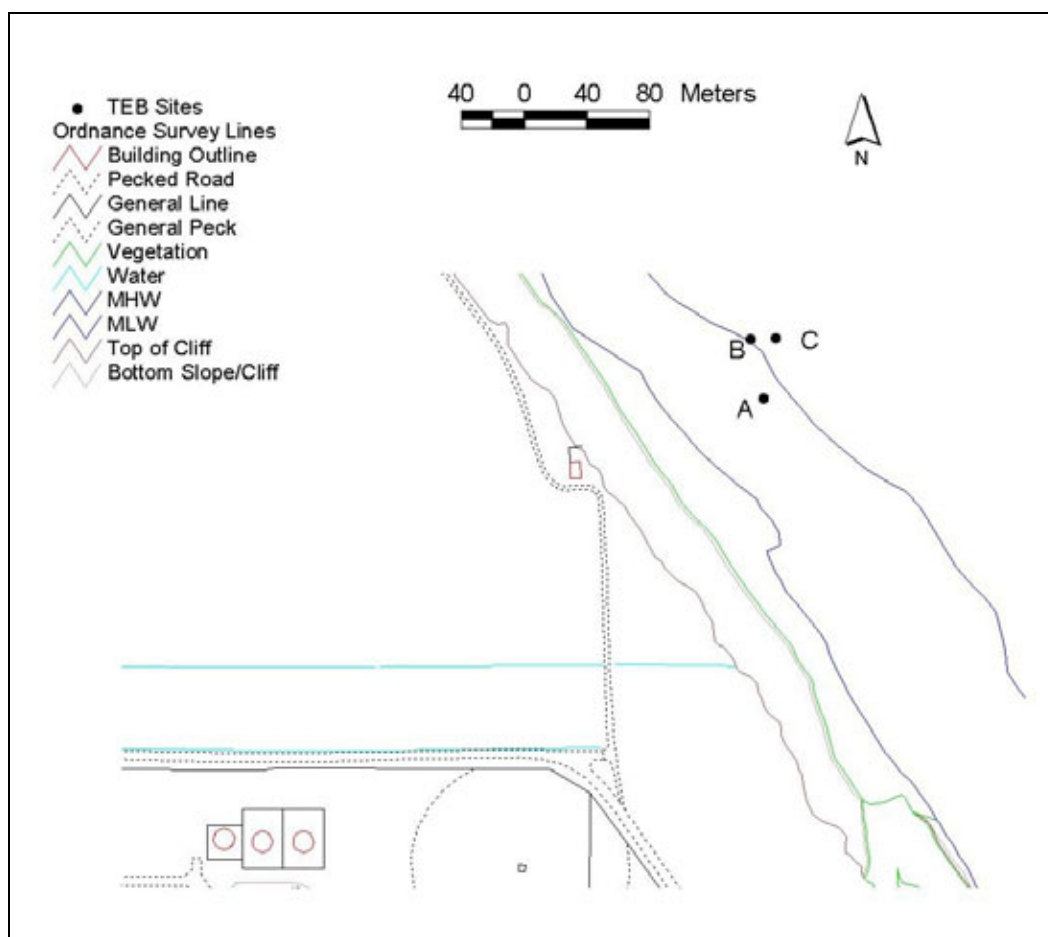 40 0 40 80 Meters
TEB Sites
Ordnance Survey Lines
Building Outline
Pecked Road
General Line
General Peck
Vegetation
Water
MHW
MLW
Top of Cliff
Bottom Slope/Cliff
N
B C
A